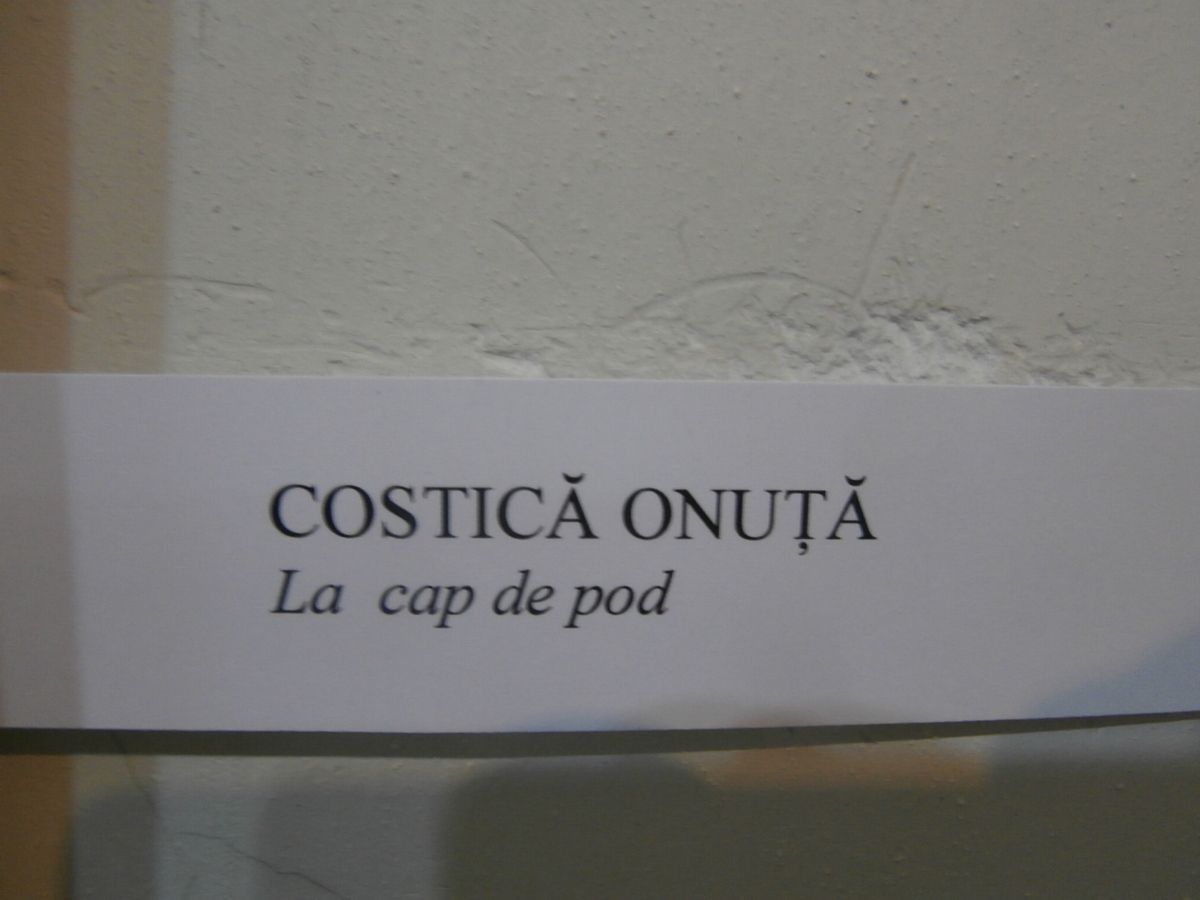 COSTICĂ ONUȚĂ
La cap de pod